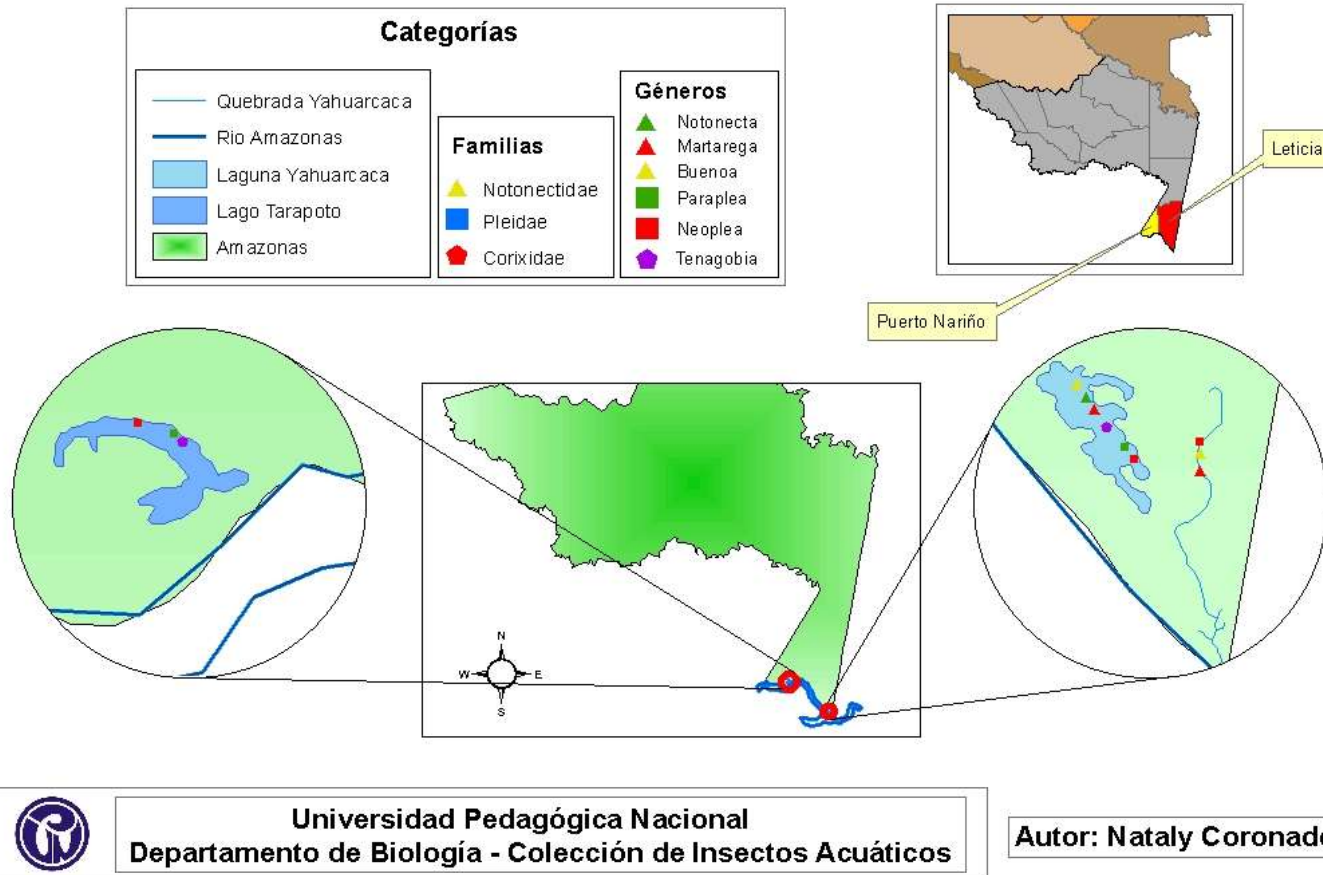 Categorías
Quebrada Yahuarcaca
Rio Amazonas
Laguna Yahuarcaca
Lago Tarapoto
Amazonas
Familias
Notonectidae
Pleidae
Corixidae
Géneros
Notonecta
Martarega
Buenoa
Paraplea
Neoplea
Tenagobia
Leticia
Puerto Nariño
N
W
E
S
Universidad Pedagógica Nacional
Departamento de Biología - Colección de Insectos Acuáticos
Autor: Nataly Coronado